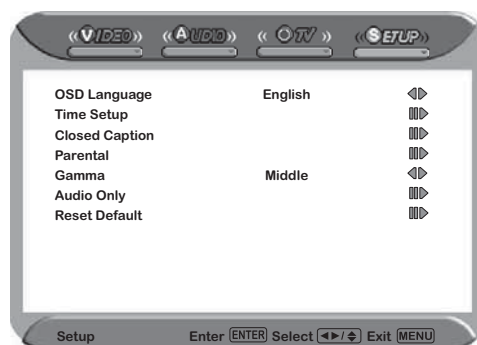 VIDEO AUDIO TV SETUP
OSD Language English
Time Setup
Closed Caption
Parental
Gamma Middle
Audio Only
Reset Default
Setup Enter ENTER Select ◄►/♦ Exit MENU